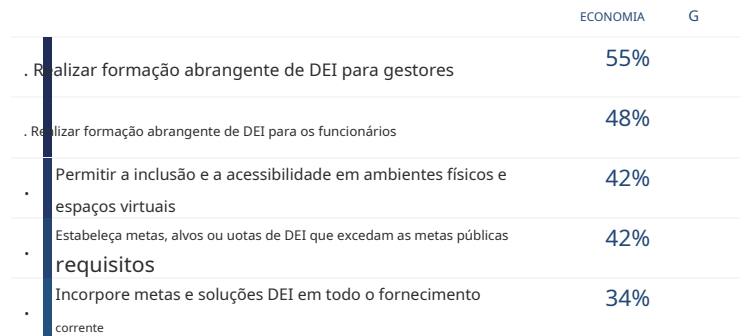 ECONOMIA G
. Realizar formação abrangente de DEI para gestores 55%
. Realizar formação abrangente de DEI para os funcionários 48%
. Permitir a inclusão e a acessibilidade em ambientes físicos e 42%
espaços virtuais
. Estabeleça metas, alvos ou uotas de DEI que excedam as metas públicas 42%
requisitos
. Incorpore metas e soluções DEI em todo o fornecimento 34%
corrente